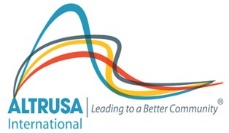 ALTRUSA
International
Leading to a Better Community®